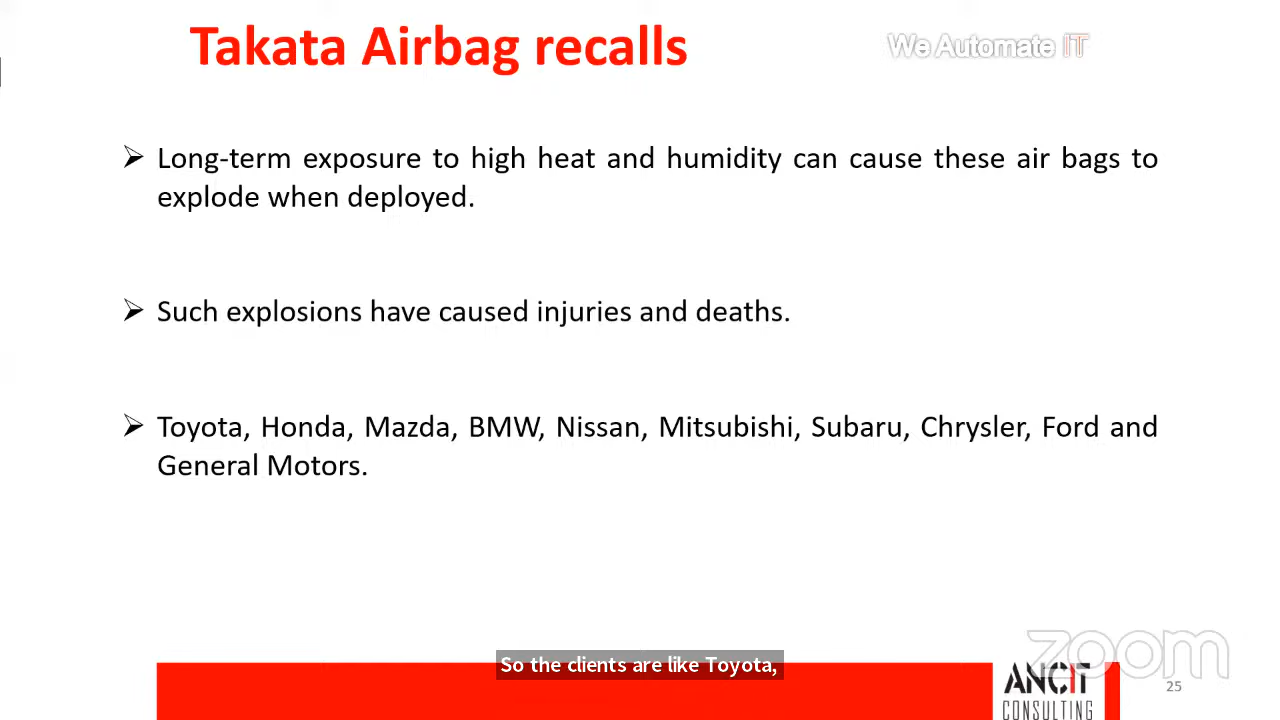 Takata Airbag recalls
We Automate IT
Long-term exposure to high heat and humidity can cause these air bags to
explode when deployed.
Such explosions have caused injuries and deaths.
Toyota, Honda, Mazda, BMW, Nissan, Mitsubishi, Subaru, Chrysler, Ford and
General Motors.
So the clients are like Toyota,
zoom
ANCIT
CONSULTING
25